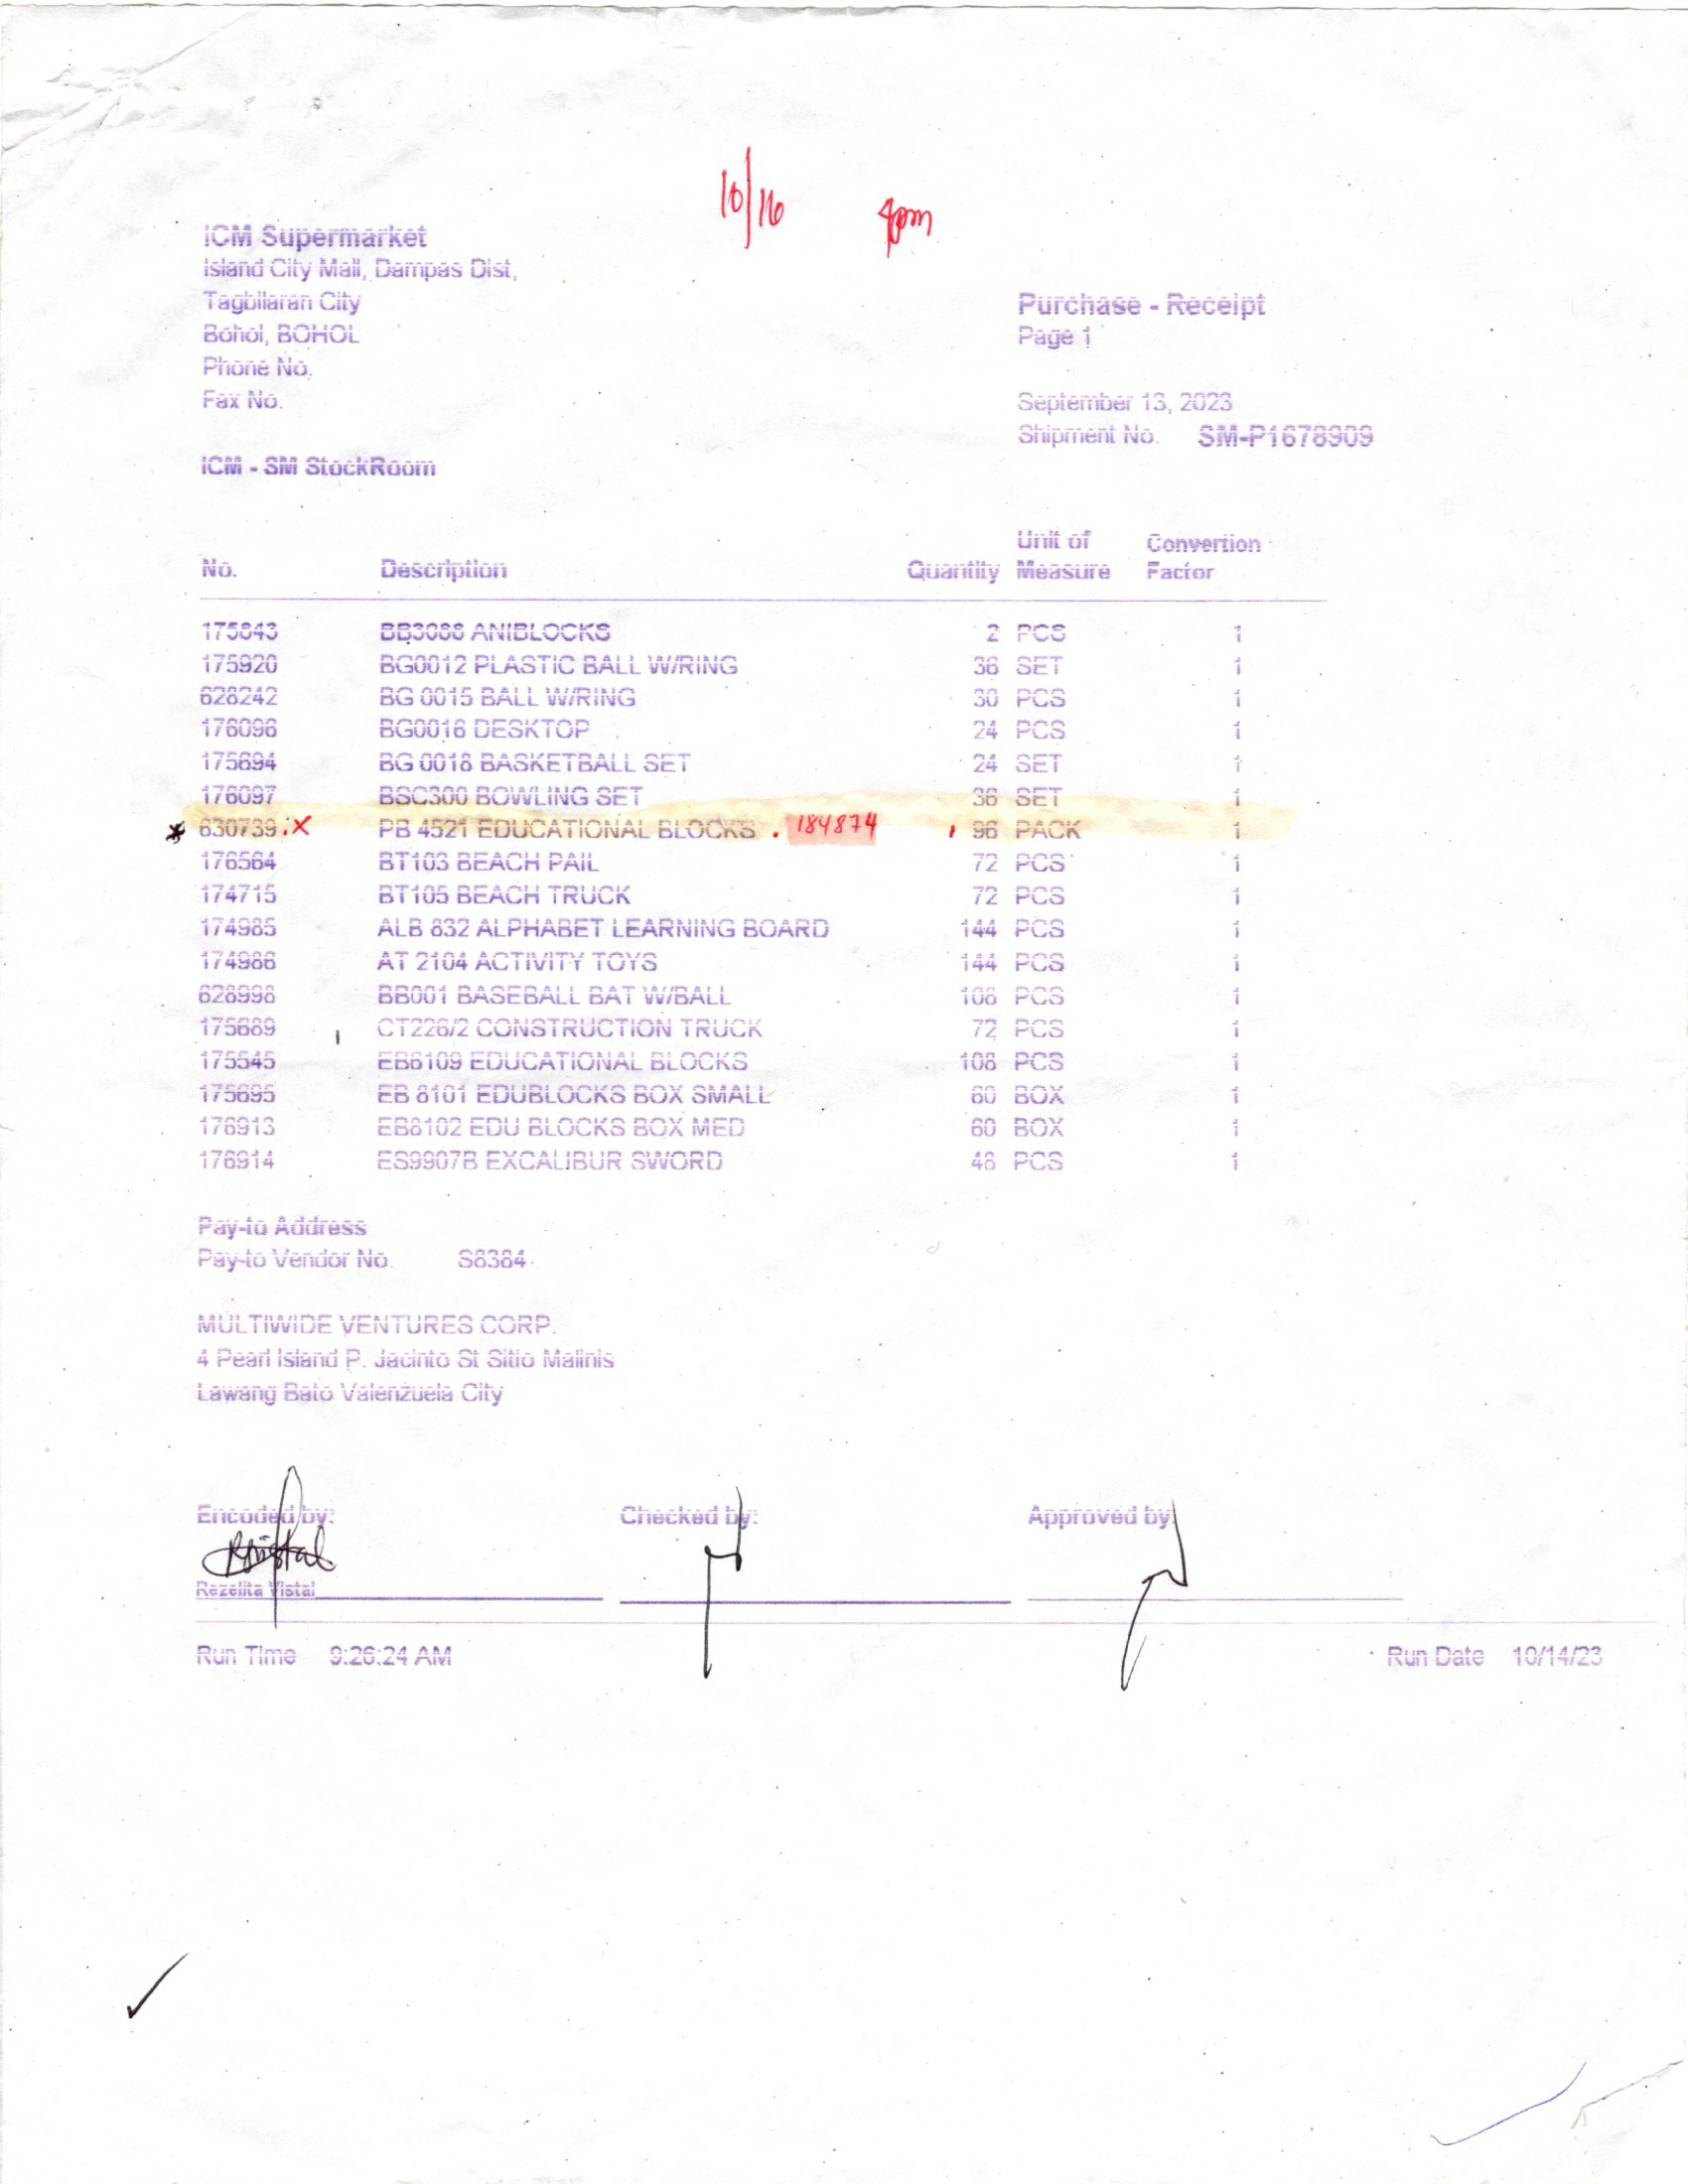 10/16 4pm
ICM Supermarket
Island City Mall, Dampas Dist,
Tagbilaran City
Bohol, BOHOL
Phone No.
Fax No.
Purchase - Receipt
Page 1
September 13, 2023
Shipment No. SM-P1678909
ICM - SM StockRoom
No. Description Quantity Unit of Measure Convertion Factor
175843 BB3088 ANIBLOCKS 2 PCS 1
175920 BG0012 PLASTIC BALL W/RING 36 SET 1
628242 BG 0015 BALL W/RING 30 PCS 1
176096 BG0016 DESKTOP 24 PCS 1
175694 BG 0018 BASKETBALL SET 24 SET 1
176097 BSC300 BOWLING SET 36 SET 1
* 630739 . X PB 4521 EDUCATIONAL BLOCKS . 184874 96 PACK 1
176564 BT103 BEACH PAIL 72 PCS 1
174715 BT105 BEACH TRUCK 72 PCS 1
174985 ALB 832 ALPHABET LEARNING BOARD 144 PCS 1
174986 AT 2104 ACTIVITY TOYS 144 PCS 1
628998 BB001 BASEBALL BAT W/BALL 108 PCS 1
175689 CT226/2 CONSTRUCTION TRUCK 72 PCS 1
175545 EB6109 EDUCATIONAL BLOCKS 108 PCS 1
175695 EB 8101 EDUBLOCKS BOX SMALL 60 BOX 1
176913 EB8102 EDU BLOCKS BOX MED 60 BOX 1
176914 ES9907B EXCALIBUR SWORD 48 PCS 1
Pay-to Address
Pay-to Vendor No. S8384
MULTIWIDE VENTURES CORP.
4 Pearl Island P. Jacinto St Sitio Malinis
Lawang Bato Valenzuela City
Encoded by: Checked by: Approved by:
Rezelita Vistal
Run Time 9:26:24 AM Run Date 10/14/23